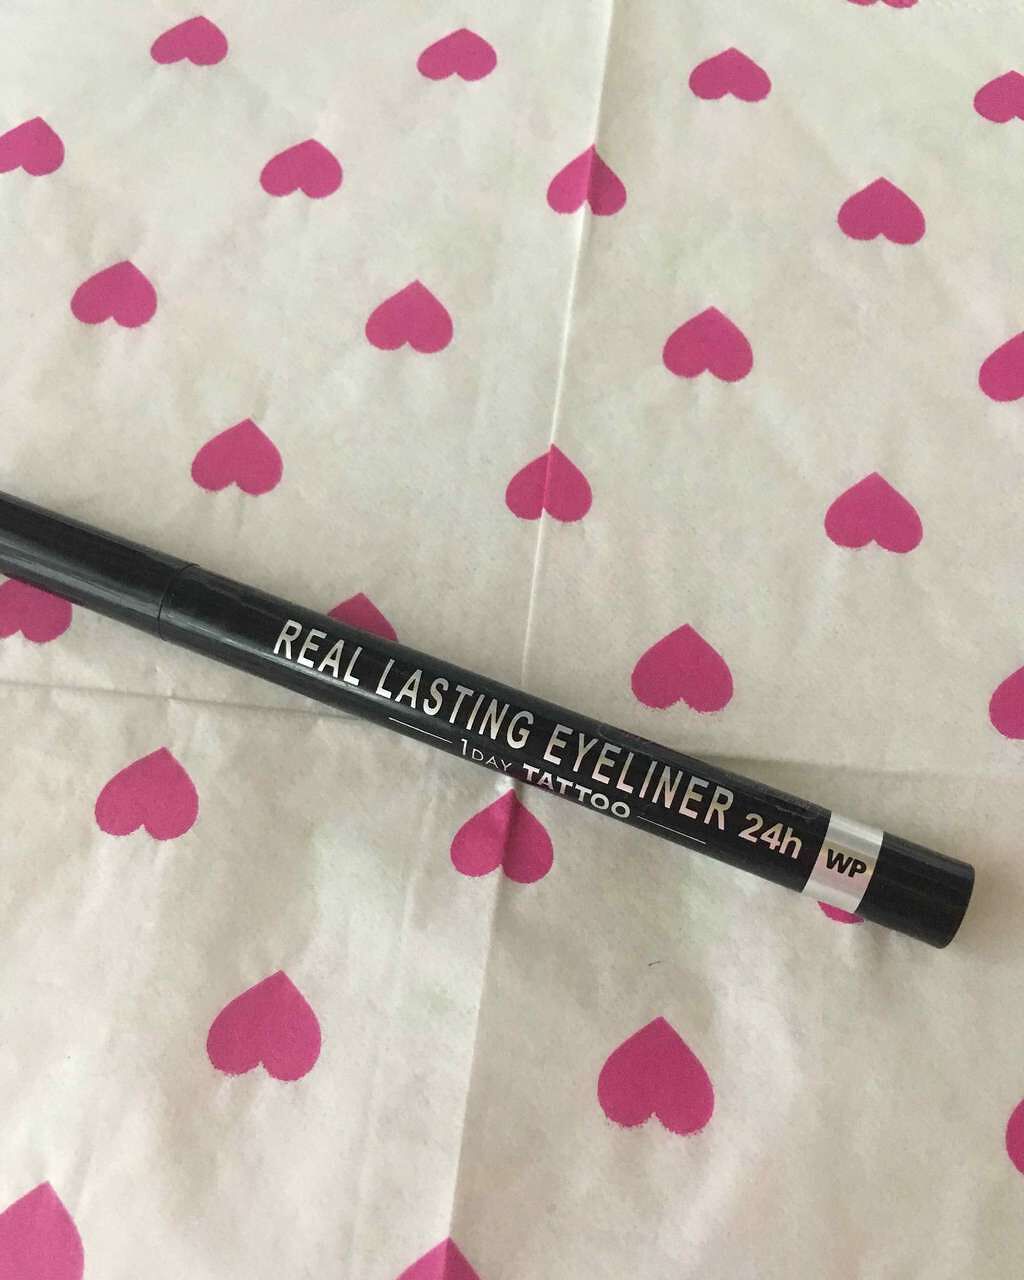 REAL LASTING EYELINER 24h WP
1DAY TATTOO